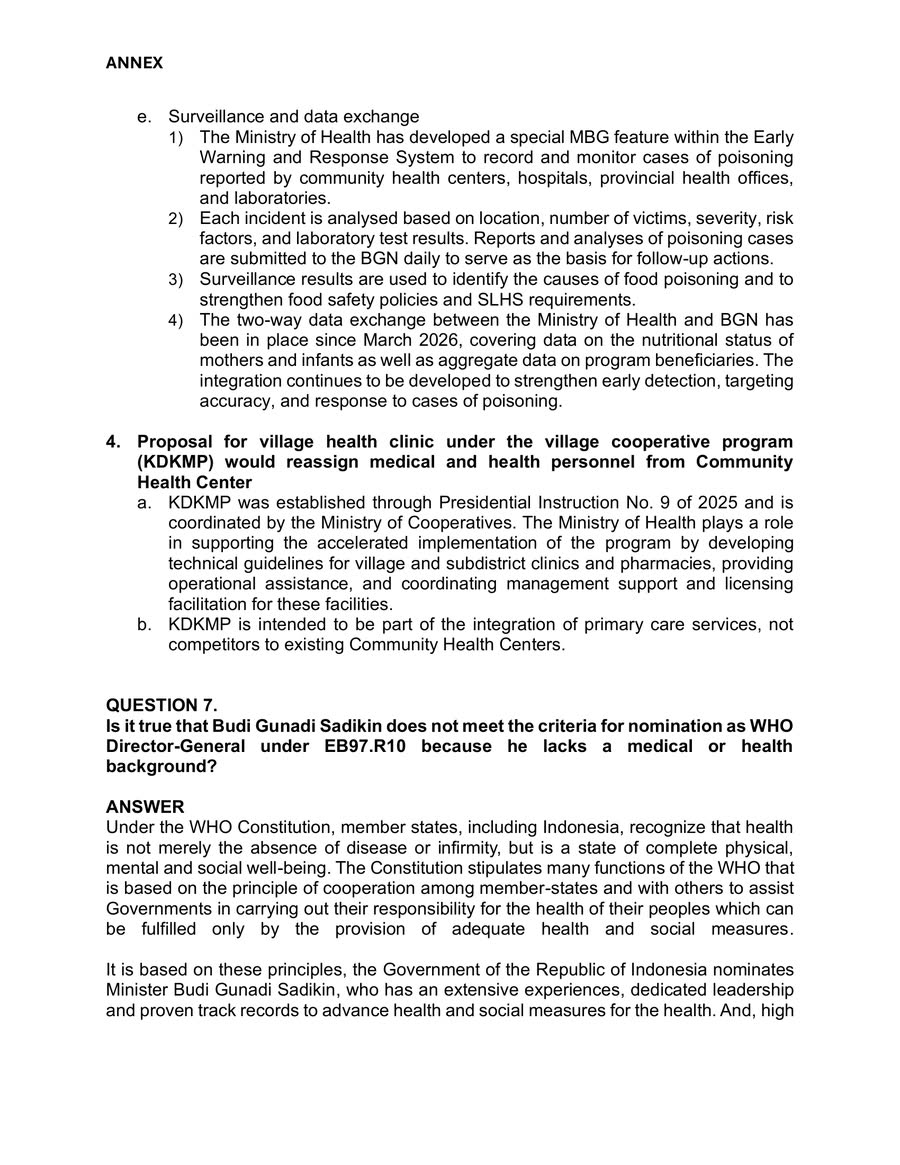 ANNEX
e. Surveillance and data exchange
1) The Ministry of Health has developed a special MBG feature within the Early
Warning and Response System to record and monitor cases of poisoning
reported by community health centers, hospitals, provincial health offices,
and laboratories.
2) Each incident is analysed based on location, number of victims, severity, risk
factors, and laboratory test results. Reports and analyses of poisoning cases
are submitted to the BGN daily to serve as the basis for follow-up actions.
3) Surveillance results are used to identify the causes of food poisoning and to
strengthen food safety policies and SLHS requirements.
4) The two-way data exchange between the Ministry of Health and BGN has
been in place since March 2026, covering data on the nutritional status of
mothers and infants as well as aggregate data on program beneficiaries. The
integration continues to be developed to strengthen early detection, targeting
accuracy, and response to cases of poisoning.
4. Proposal for village health clinic under the village cooperative program
(KDKMP) would reassign medical and health personnel from Community
Health Center
a. KDKMP was established through Presidential Instruction No. 9 of 2025 and is
coordinated by the Ministry of Cooperatives. The Ministry of Health plays a role
in supporting the accelerated implementation of the program by developing
technical guidelines for village and subdistrict clinics and pharmacies, providing
operational assistance, and coordinating management support and licensing
facilitation for these facilities.
b. KDKMP is intended to be part of the integration of primary care services, not
competitors to existing Community Health Centers.
QUESTION 7.
Is it true that Budi Gunadi Sadikin does not meet the criteria for nomination as WHO
Director-General under EB97.R10 because he lacks a medical or health
background?
ANSWER
Under the WHO Constitution, member states, including Indonesia, recognize that health
is not merely the absence of disease or infirmity, but is a state of complete physical,
mental and social well-being. The Constitution stipulates many functions of the WHO that
is based on the principle of cooperation among member-states and with others to assist
Governments in carrying out their responsibility for the health of their peoples which can
be fulfilled only by the provision of adequate health and social measures.
It is based on these principles, the Government of the Republic of Indonesia nominates
Minister Budi Gunadi Sadikin, who has an extensive experiences, dedicated leadership
and proven track records to advance health and social measures for the health. And, high